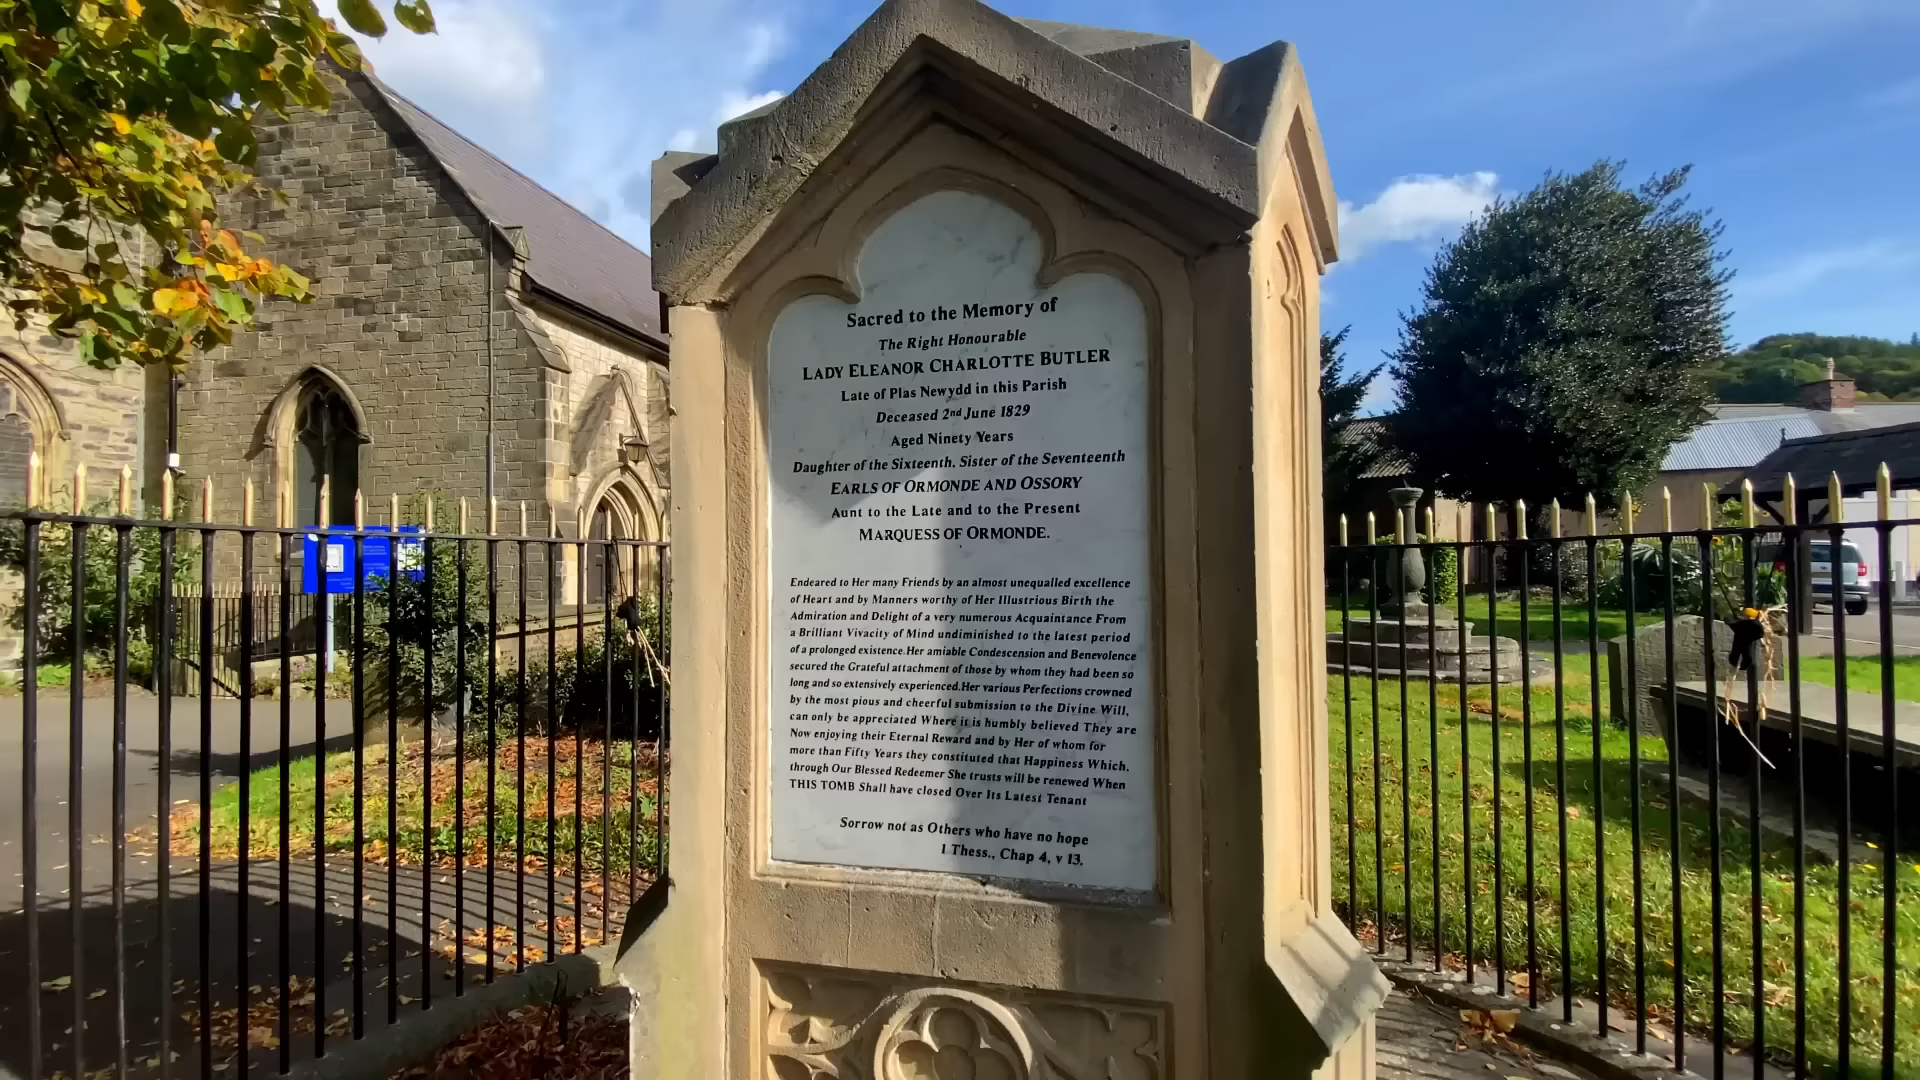 Sacred to the Memory of
The Right Honourable
LADY ELEANOR CHARLOTTE BUTLER
Late of Plas Newydd in this Parish
Deceased 2nd June 1829
Aged Ninety Years
Daughter of the Sixteenth, Sister of the Seventeenth
EARLS OF ORMONDE AND OSSORY
Aunt to the Late and to the Present
MARQUESS OF ORMONDE.
Endeared to Her many Friends by an almost unequalled excellence
of Heart and by Manners worthy of Her Illustrious Birth the
Admiration and Delight of a very numerous Acquaintance From
a Brilliant Vivacity of Mind undiminished to the latest period
of a prolonged existence.Her amiable Condescension and Benevolence
secured the Grateful attachment of those by whom they had been so
long and so extensively experienced.Her various Perfections crowned
by the most pious and cheerful submission to the Divine Will,
can only be appreciated Where it is humbly believed They are
Now enjoying their Eternal Reward and by Her of whom for
more than Fifty Years they constituted that Happiness Which,
through Our Blessed Redeemer She trusts will be renewed When
THIS TOMB Shall have closed Over Its Latest Tenant
Sorrow not as Others who have no hope
1 Thess., Chap 4, v 13.